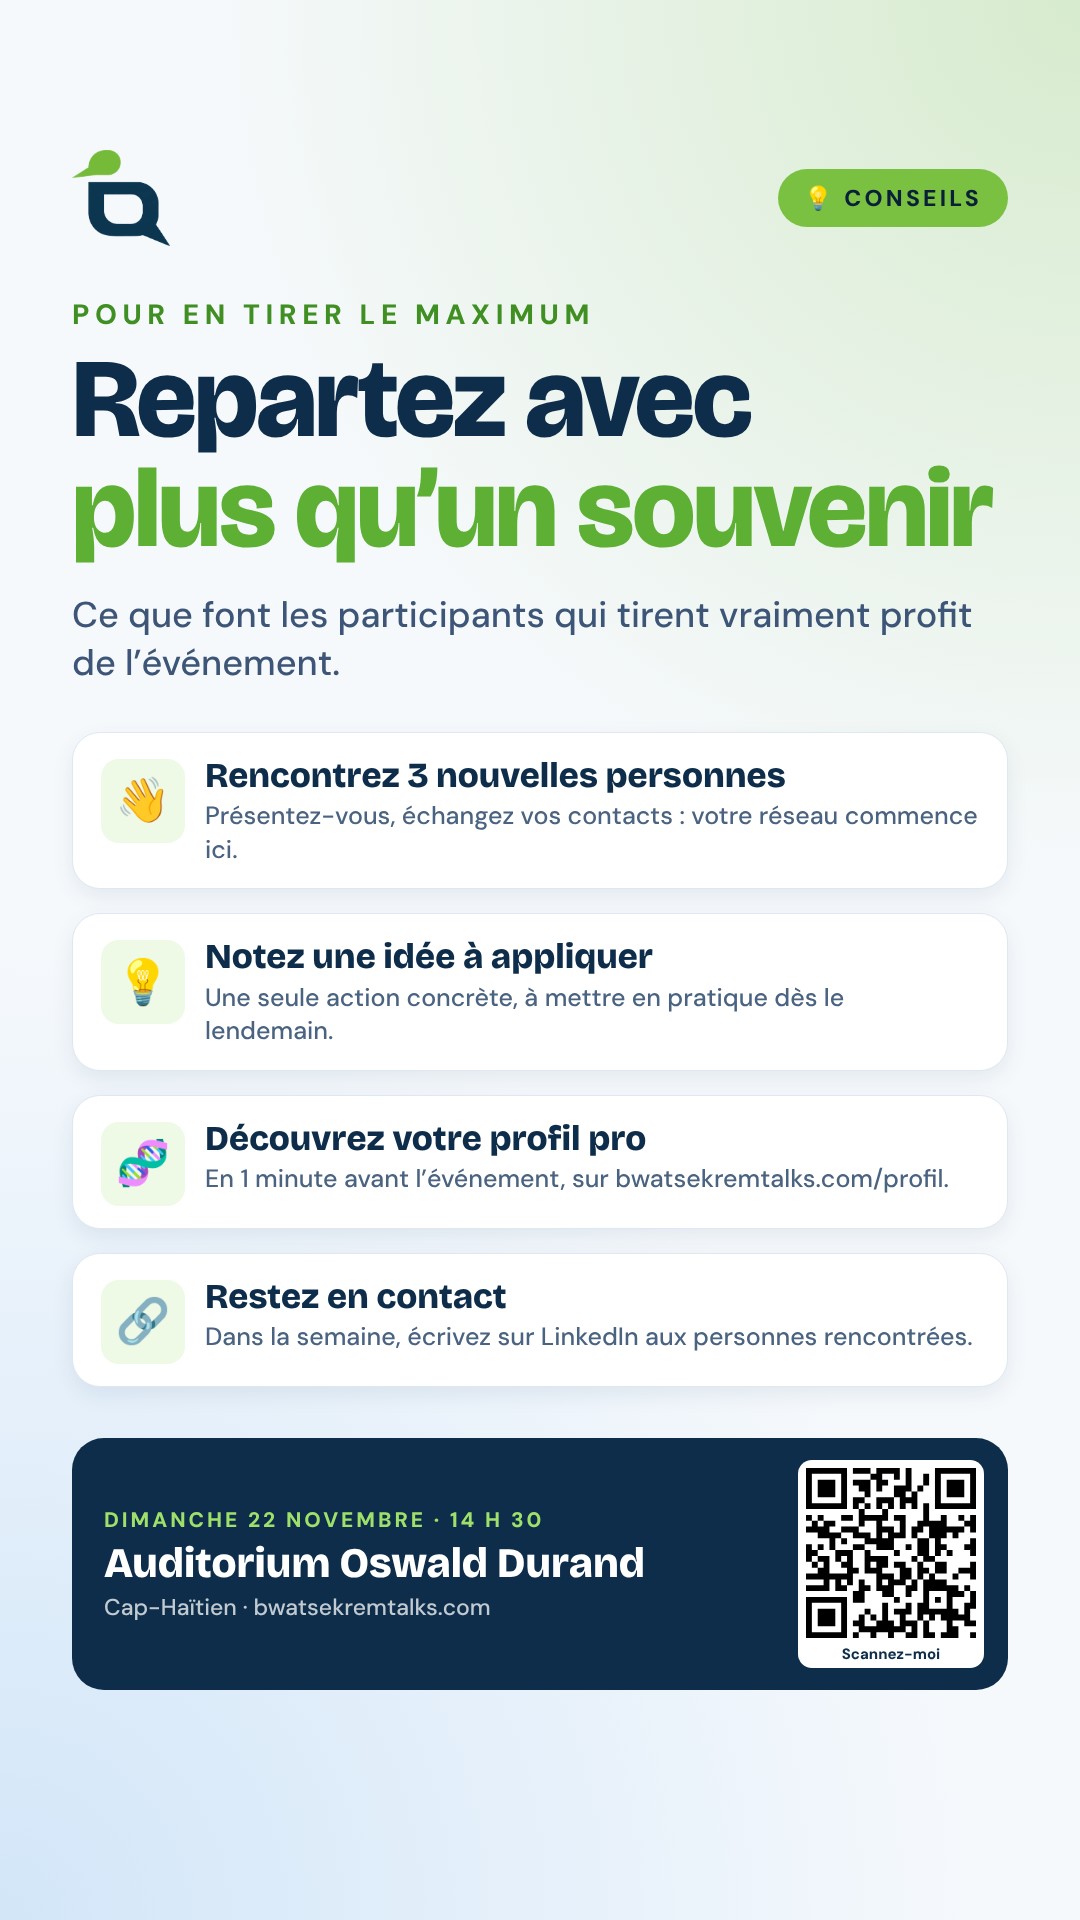 💡 CONSEILS
POUR EN TIRER LE MAXIMUM
Repartez avec
plus qu’un souvenir
Ce que font les participants qui tirent vraiment profit
de l’événement.
Rencontrez 3 nouvelles personnes
Présentez-vous, échangez vos contacts : votre réseau commence
ici.
Notez une idée à appliquer
Une seule action concrète, à mettre en pratique dès le
lendemain.
Découvrez votre profil pro
En 1 minute avant l’événement, sur bwatsekremtalks.com/profil.
Restez en contact
Dans la semaine, écrivez sur LinkedIn aux personnes rencontrées.
DIMANCHE 22 NOVEMBRE · 14 H 30
Auditorium Oswald Durand
Cap-Haïtien · bwatsekremtalks.com
Scannez-moi